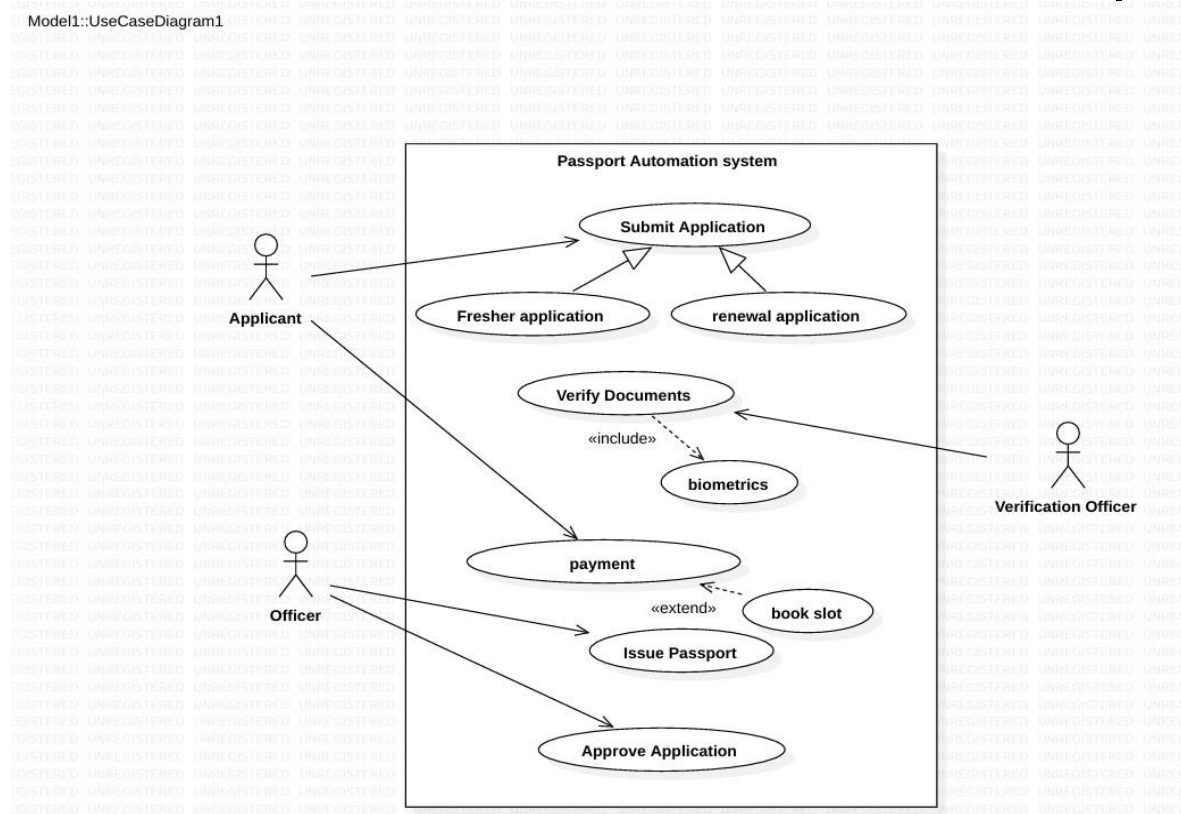 Model1::UseCaseDiagram1
Passport Automation system
Submit Application
Fresher application
renewal application
Applicant
Verify Documents
«include»
biometrics
Verification Officer
payment
«extend»
book slot
Officer
Issue Passport
Approve Application